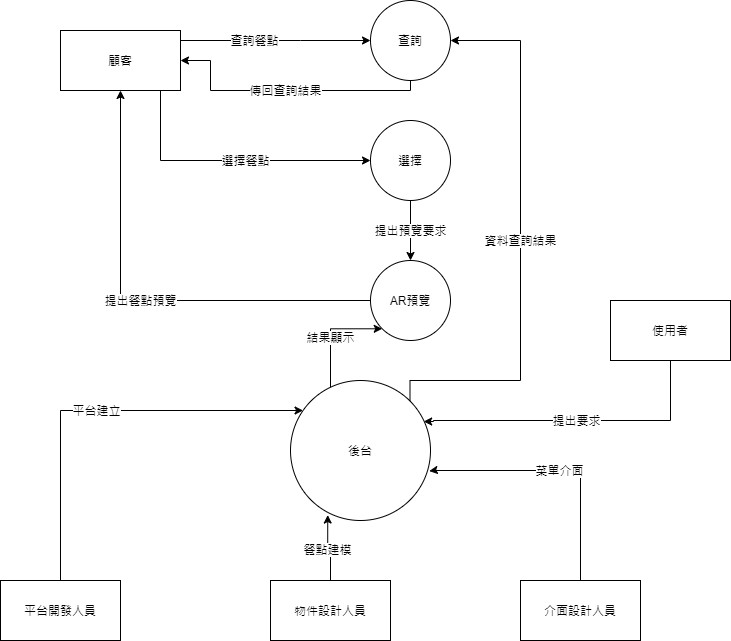 查詢餐點
查詢
顧客
傳回查詢結果
選擇餐點
選擇
提出預覽要求
資料查詢結果
提出餐點預覽
AR預覽
使用者
結果顯示
平台建立
提出要求
後台
菜單介面
餐點建模
平台開發人員
物件設計人員
介面設計人員